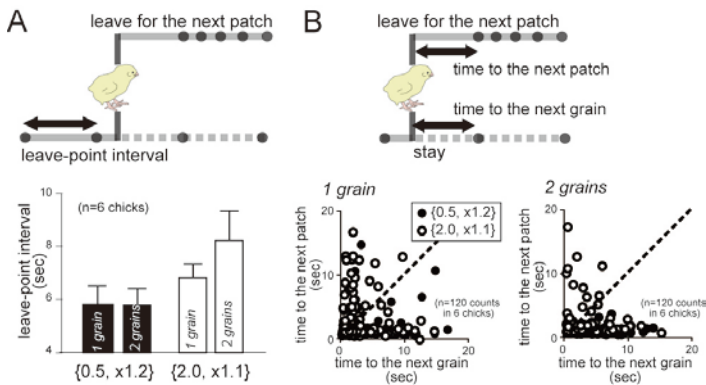 A
leave for the next patch
leave-point interval
leave-point interval
(sec)
10
8
6
4
(n=6 chicks)
1 grain
2 grains
1 grain
2 grains
{0.5, x1.2}
{2.0, x1.1}
B
leave for the next patch
time to the next patch
time to the next grain
stay
1 grain
{0.5, x1.2}
{2.0, x1.1}
time to the next patch
(sec)
20
10
0
0
10
20
(n=120 counts
in 6 chicks)
time to the next grain
(sec)
2 grains
time to the next patch
(sec)
20
10
0
0
10
20
(n=120 counts
in 6 chicks)
time to the next grain
(sec)